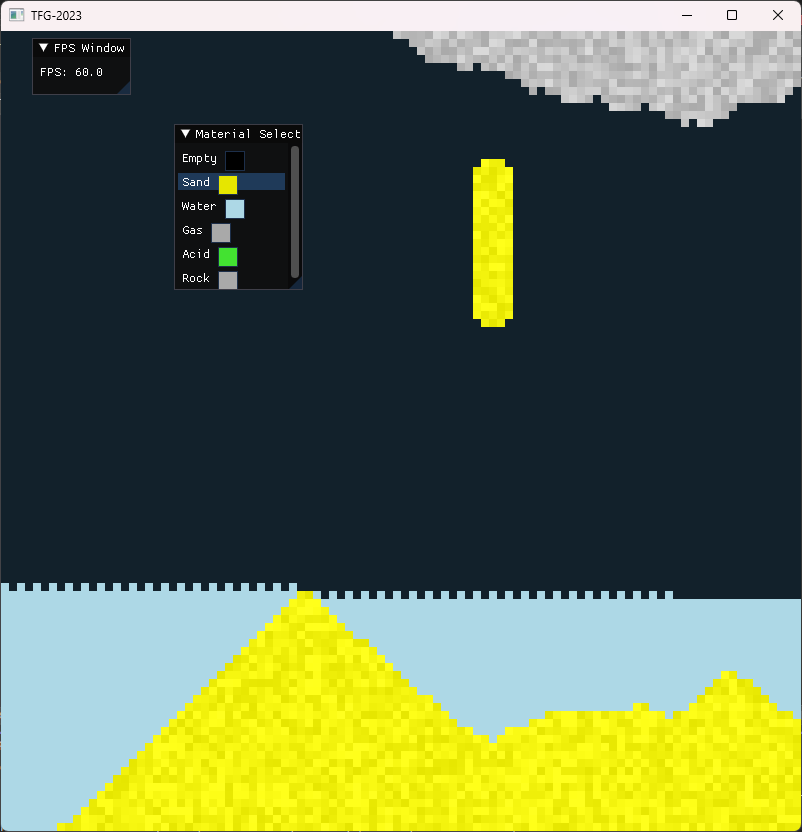 TFG-2023
FPS Window
FPS: 60.0
Material Select
Empty
Sand
Water
Gas
Acid
Rock